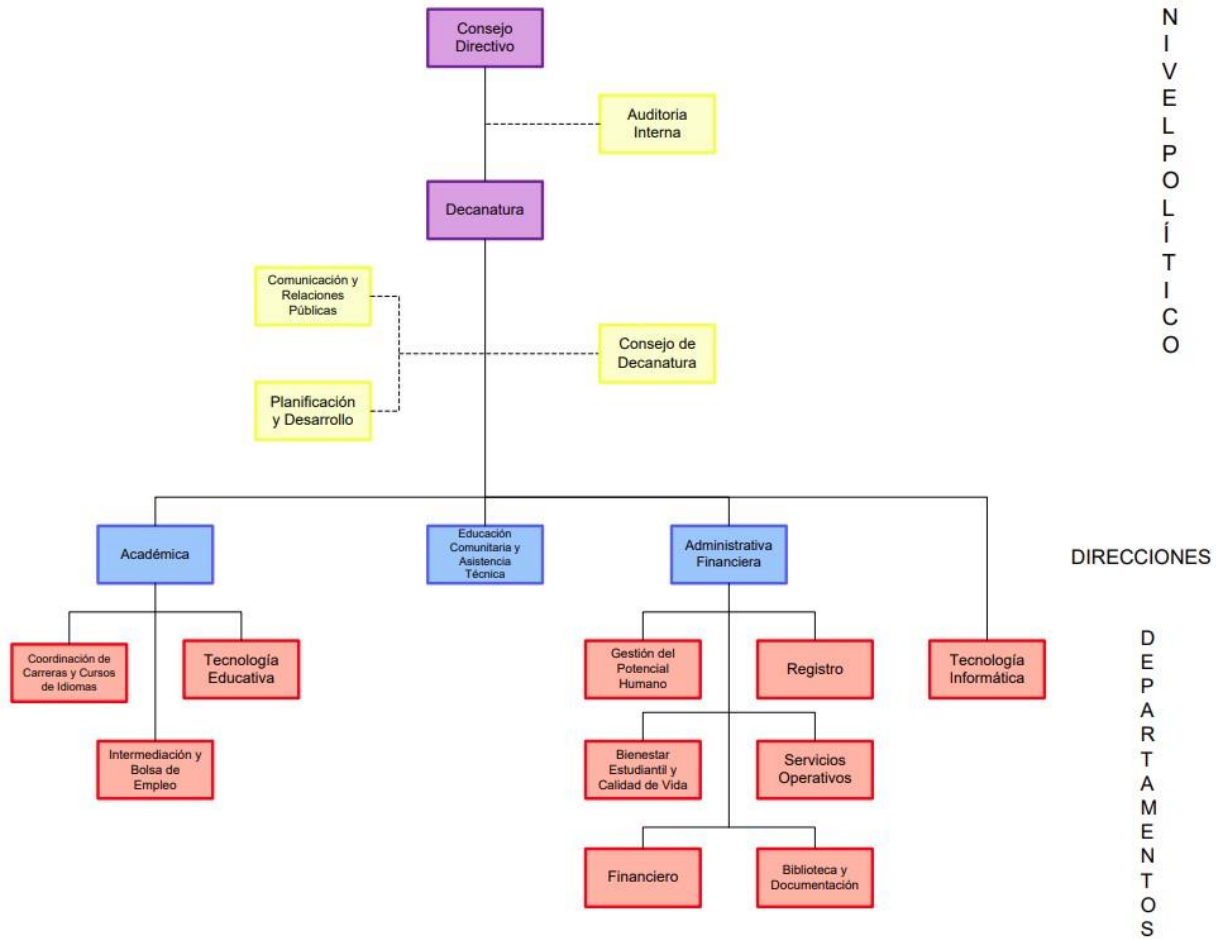 Consejo
Directivo
Auditoria
Interna
Decanatura
Comunicación y
Relaciones
Públicas
Consejo de
Decanatura
Planificación
y Desarrollo
NIVELPOLÍTICO
Académica
Educación
Comunitaria y
Asistencia
Técnica
Administrativa
Financiera
DIRECCIONES
Coordinación de
Carreras y Cursos
de Idiomas
Tecnología
Educativa
Gestión del
Potencial
Humano
Registro
Tecnología
Informática
Intermediación y
Bolsa de
Empleo
Bienestar
Estudiantil y
Calidad de Vida
Servicios
Operativos
Financiero
Biblioteca y
Documentación
DEPARTAMENTOS